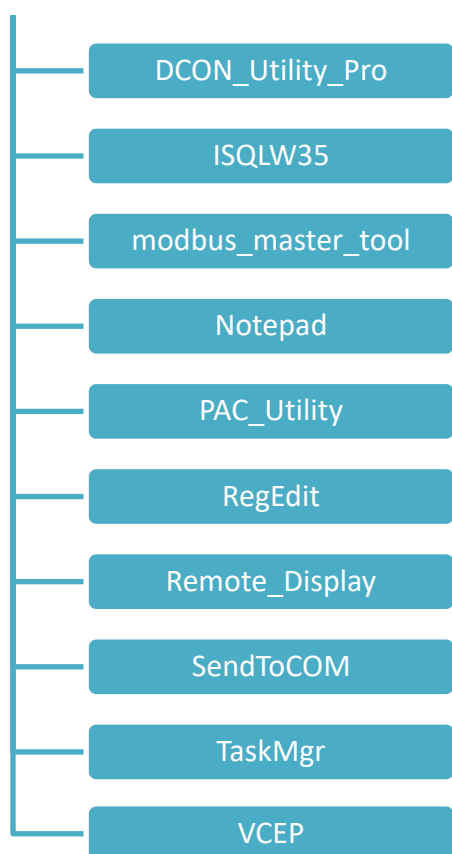 DCON_Utility_Pro
ISQLW35
modbus_master_tool
Notepad
PAC_Utility
RegEdit
Remote_Display
SendToCOM
TaskMgr
VCEP